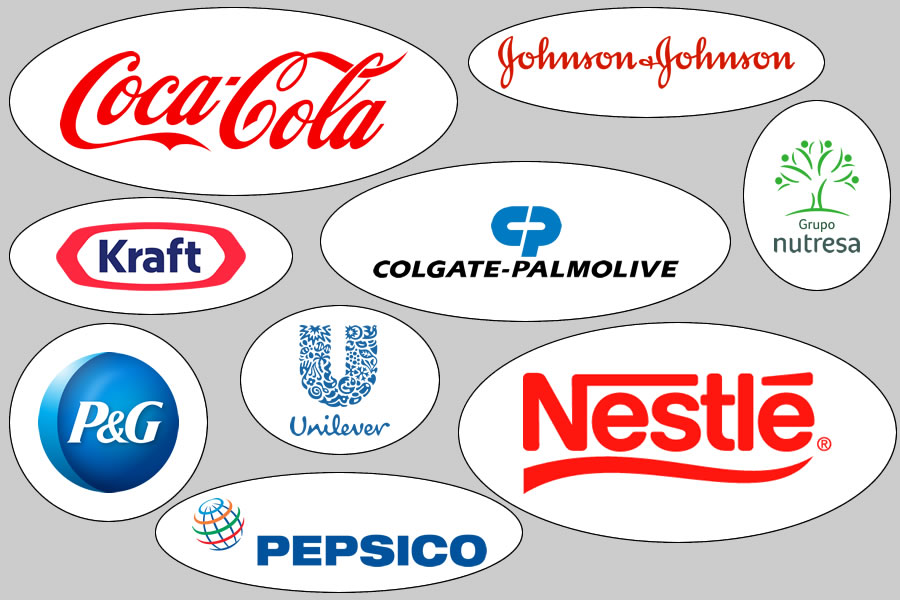 Coca-Cola
Johnson & Johnson
Grupo
nutresa
Kraft
COLGATE-PALMOLIVE
P&G
Unilever
Nestlé®
PEPSICO